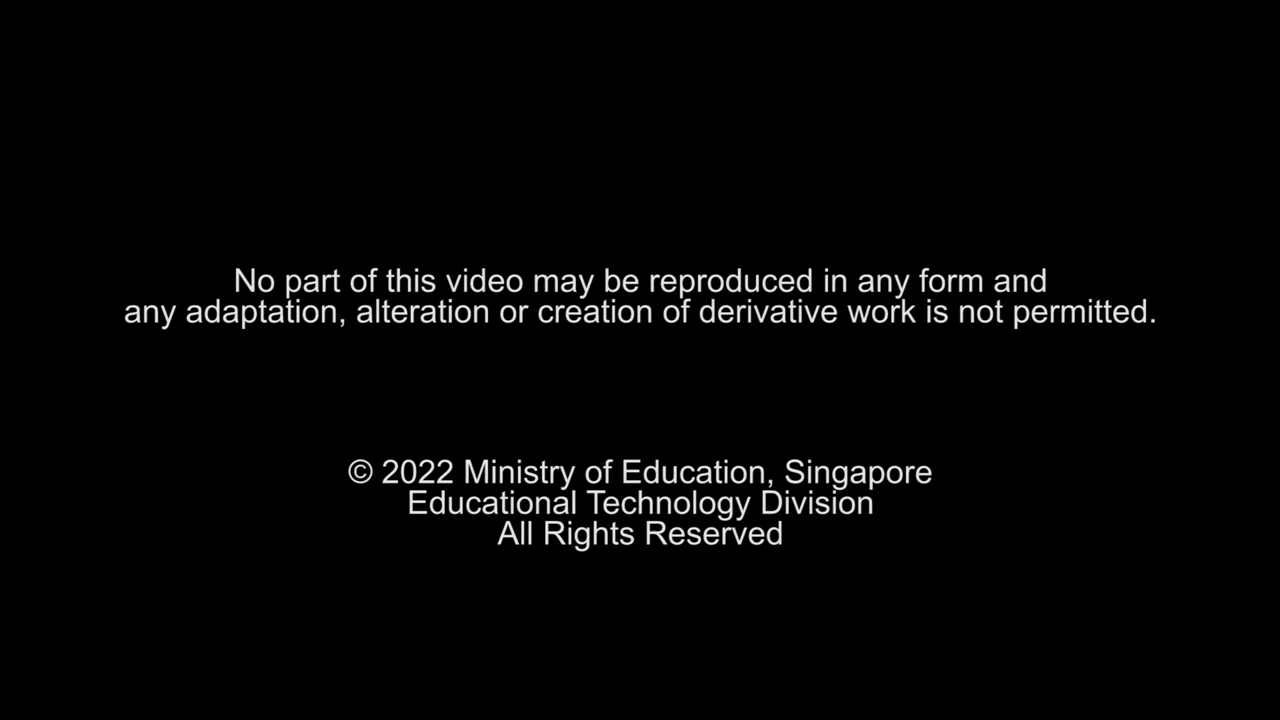 No part of this video may be reproduced in any form and
any adaptation, alteration or creation of derivative work is not permitted.
© 2022 Ministry of Education, Singapore
Educational Technology Division
All Rights Reserved